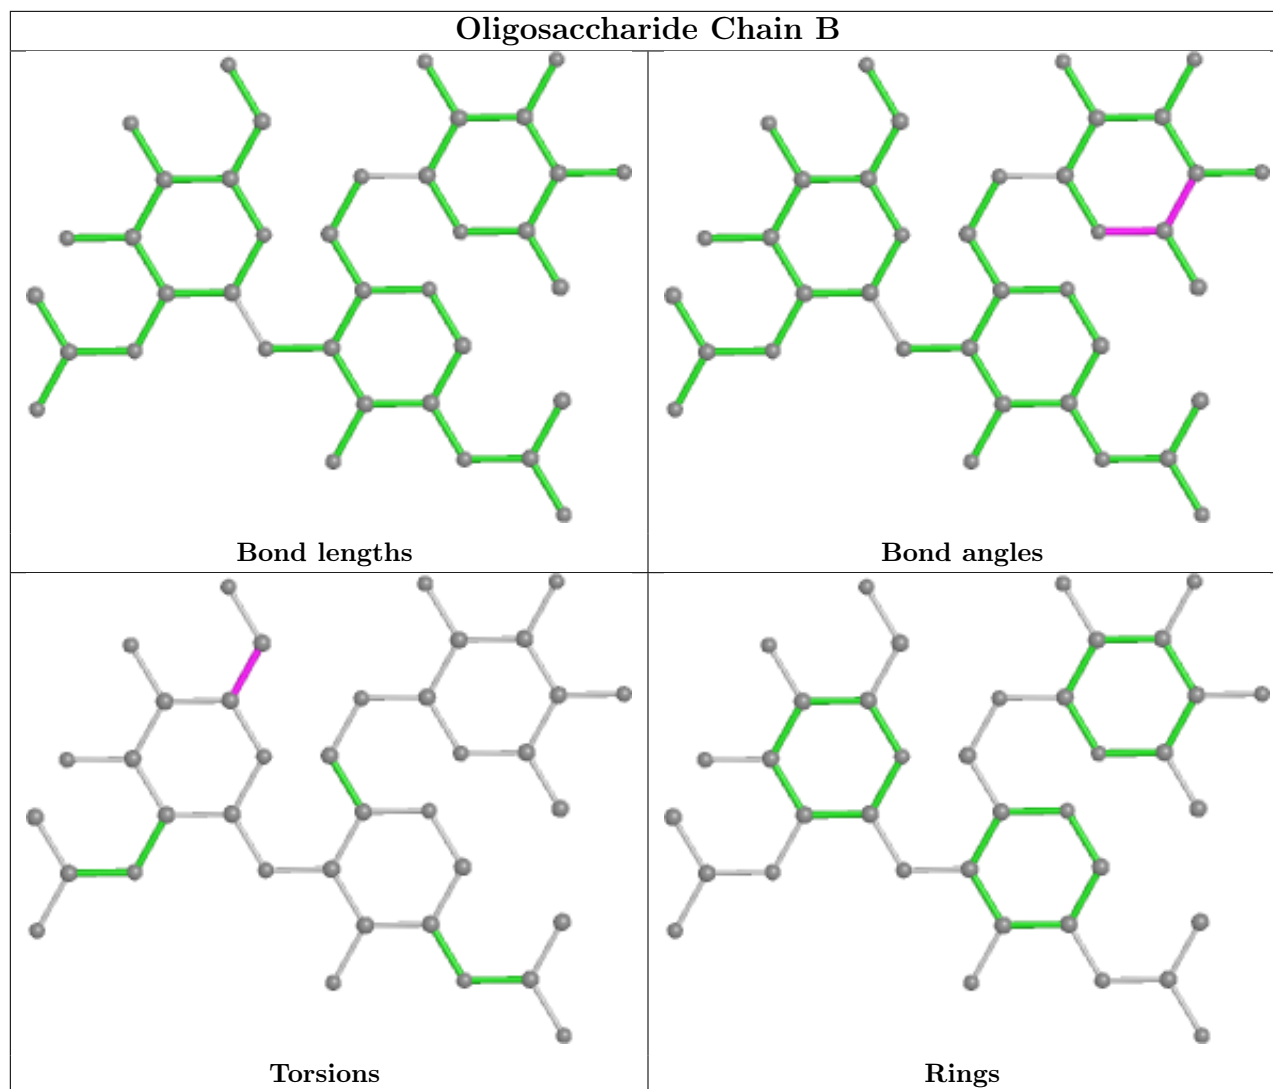 Oligosaccharide Chain B
Bond lengths
Bond angles
Torsions
Rings